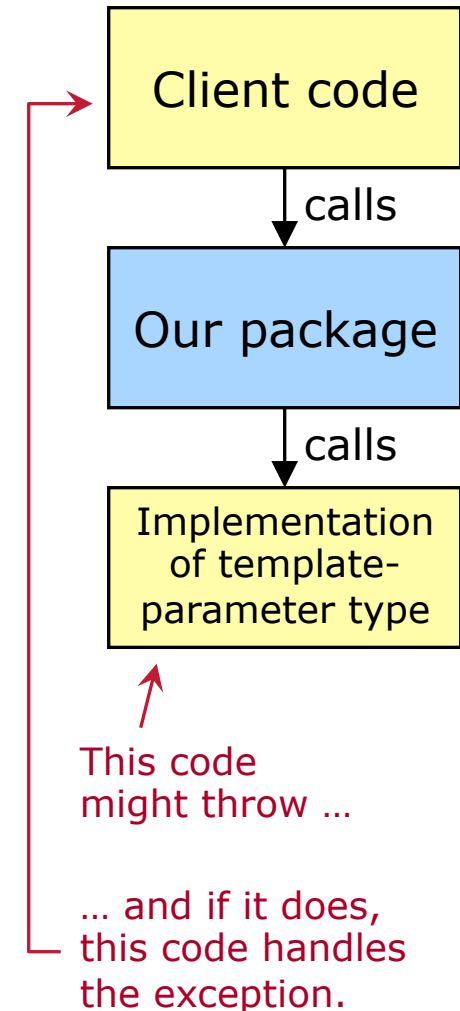 Client code
calls
Our package
calls
Implementation
of template-
parameter type
This code
might throw …
… and if it does,
this code handles
the exception.